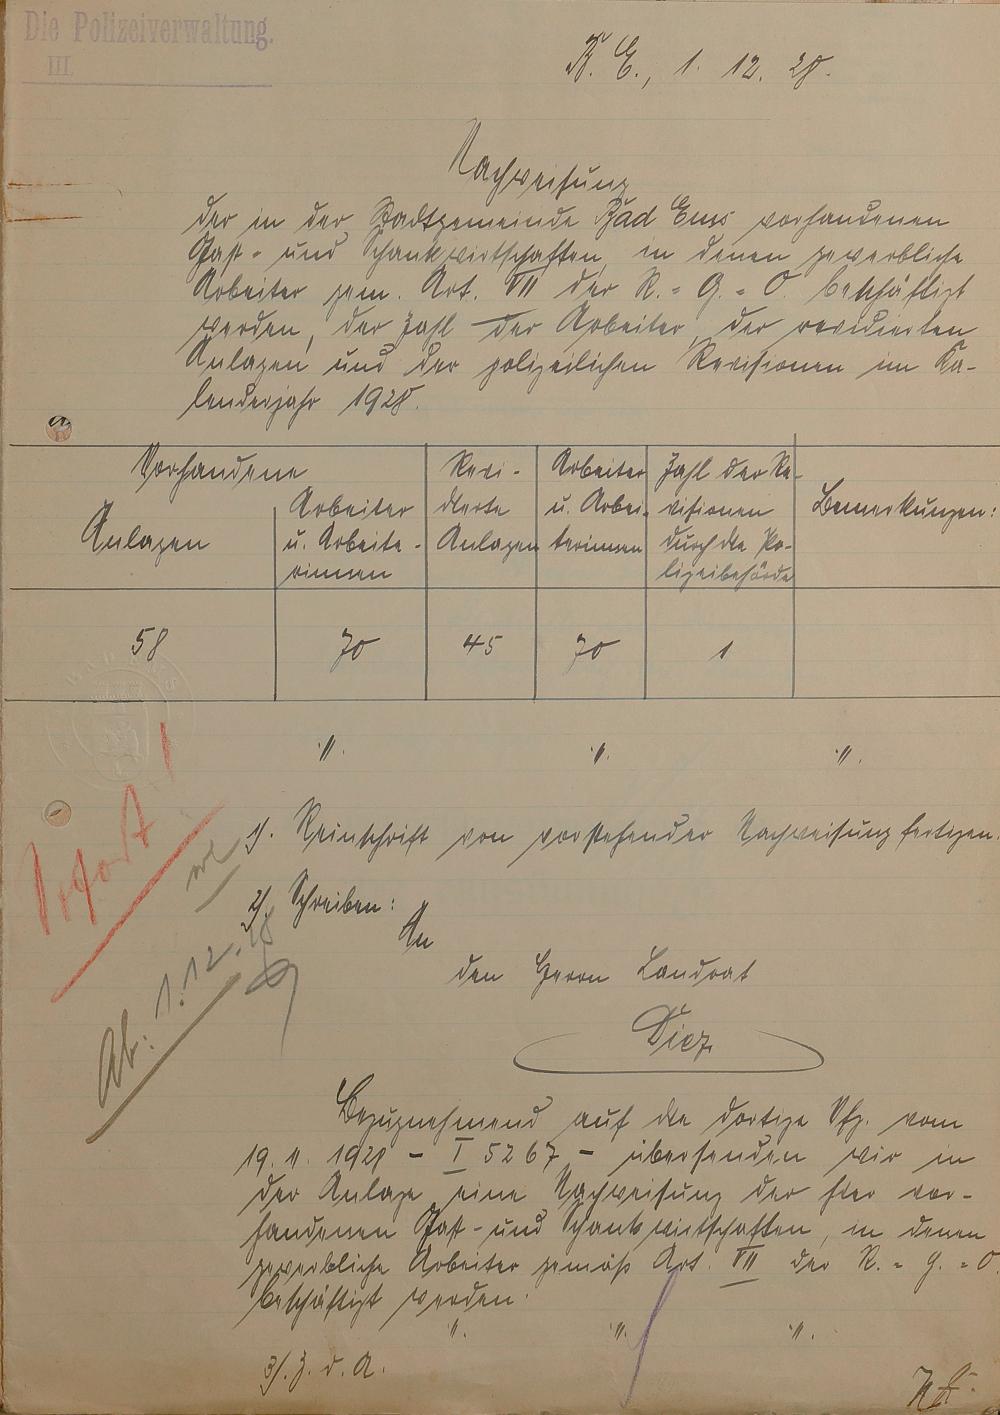 Die Polizeiverwaltung.
III.
B. E., 1. 12. 28.
Nachweisung
der in der Stadtgemeinde Bad Ems vorhandenen
Gast- und Schankwirtschaften, in denen gewerbliche
Arbeiter gem. Art. VII der R.-G.-O. beschäftigt
werden, der Zahl der Arbeiter, der revidierten
Anlagen und der polizeilichen Revisionen im Ka-
lenderjahr 1928.
Vorhandene
Anlagen
Arbeiter
u. Arbeite-
rinnen
Revi-
dierte
Anlagen
Arbeiter
u. Arbei-
terinnen
Zahl der Re-
visionen
durch die Po-
lizeibehörde
Bemerkungen:
58 70 45 70 1
.//. .//. .//.
Sofort!
1). Reinschrift von vorstehender Nachweisung fertigen.
2). Schreiben:
An
den Herrn Landrat
Diez
Ab: 1.12.28
Bezugnehmend auf die dortige Vfg. vom
19. 11. 1928 - I 5267 - übersenden wir in
der Anlage eine Nachweisung der hier vor-
handenen Gast- und Schankwirtschaften, in denen
gewerbliche Arbeiter gemäß Art. VII der R.-G.-O.
beschäftigt werden.
.//. .//. .//.
3). Z. d. A.